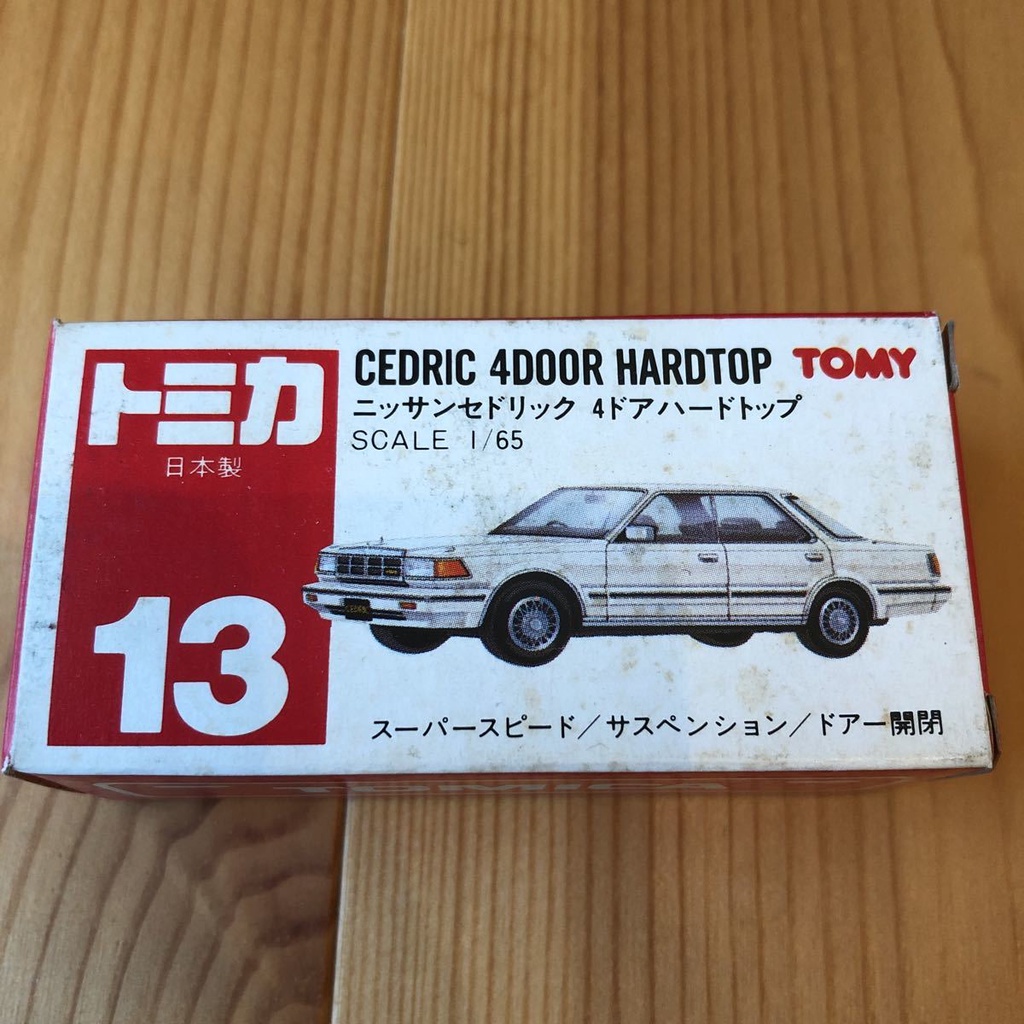 トミカ
日本製
13
CEDRIC 4DOOR HARDTOP TOMY
ニッサンセドリック 4ドアハードトップ
SCALE 1/65
CEDRIC
スーパースピード/サスペンション/ドアー開閉
TOMICA